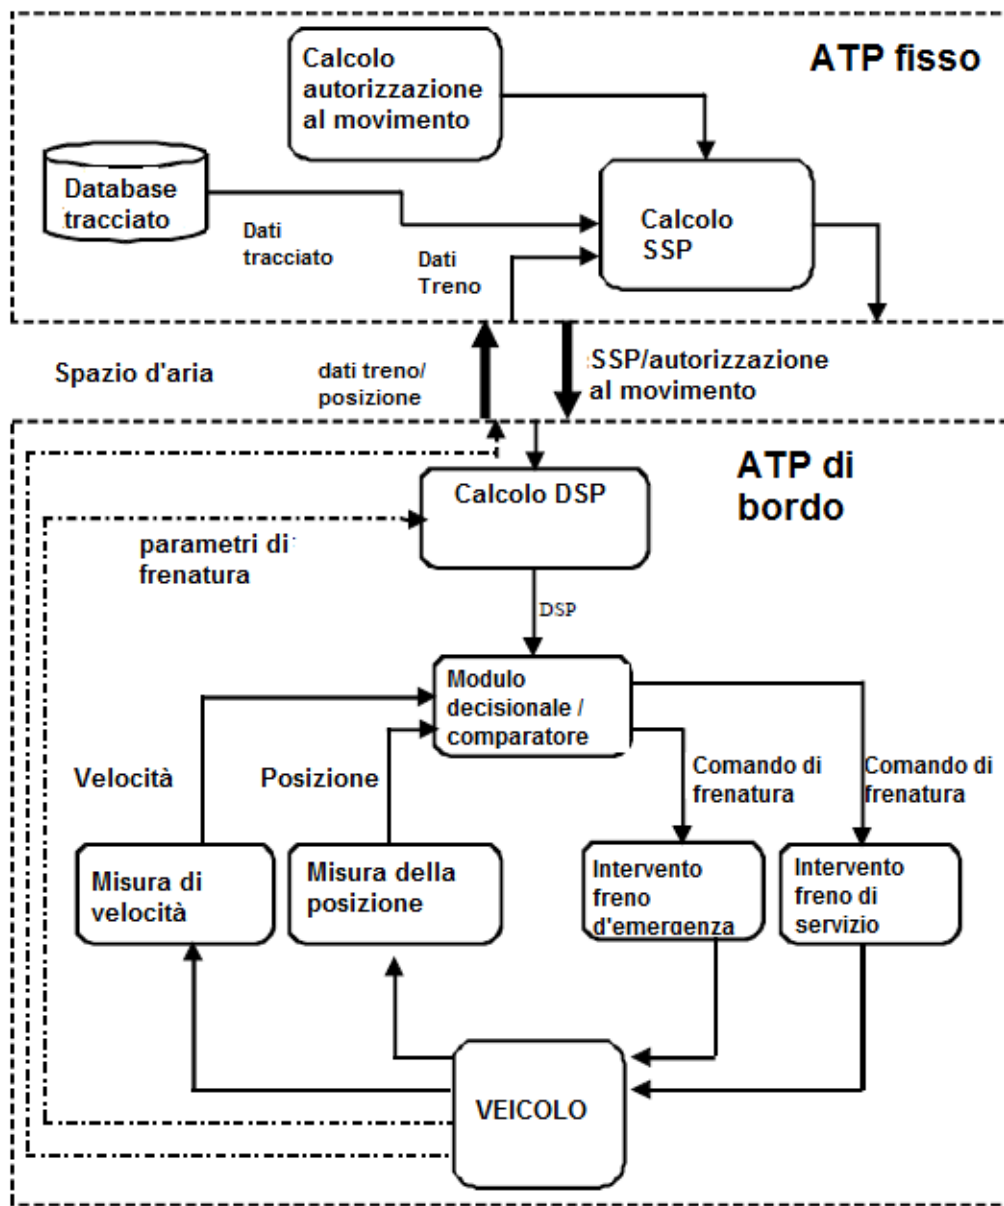 ATP fisso
Calcolo
autorizzazione
al movimento
Database
tracciato
Dati
tracciato
Dati
Treno
Calcolo
SSP
Spazio d'aria
dati treno/
posizione
SSP/autorizzazione
al movimento
ATP di
bordo
Calcolo DSP
parametri di
frenatura
DSP
Modulo
decisionale /
comparatore
Velocità
Posizione
Comando di
frenatura
Comando di
frenatura
Misura di
velocità
Misura della
posizione
Intervento
freno
d'emergenza
Intervento
freno di
servizio
VEICOLO